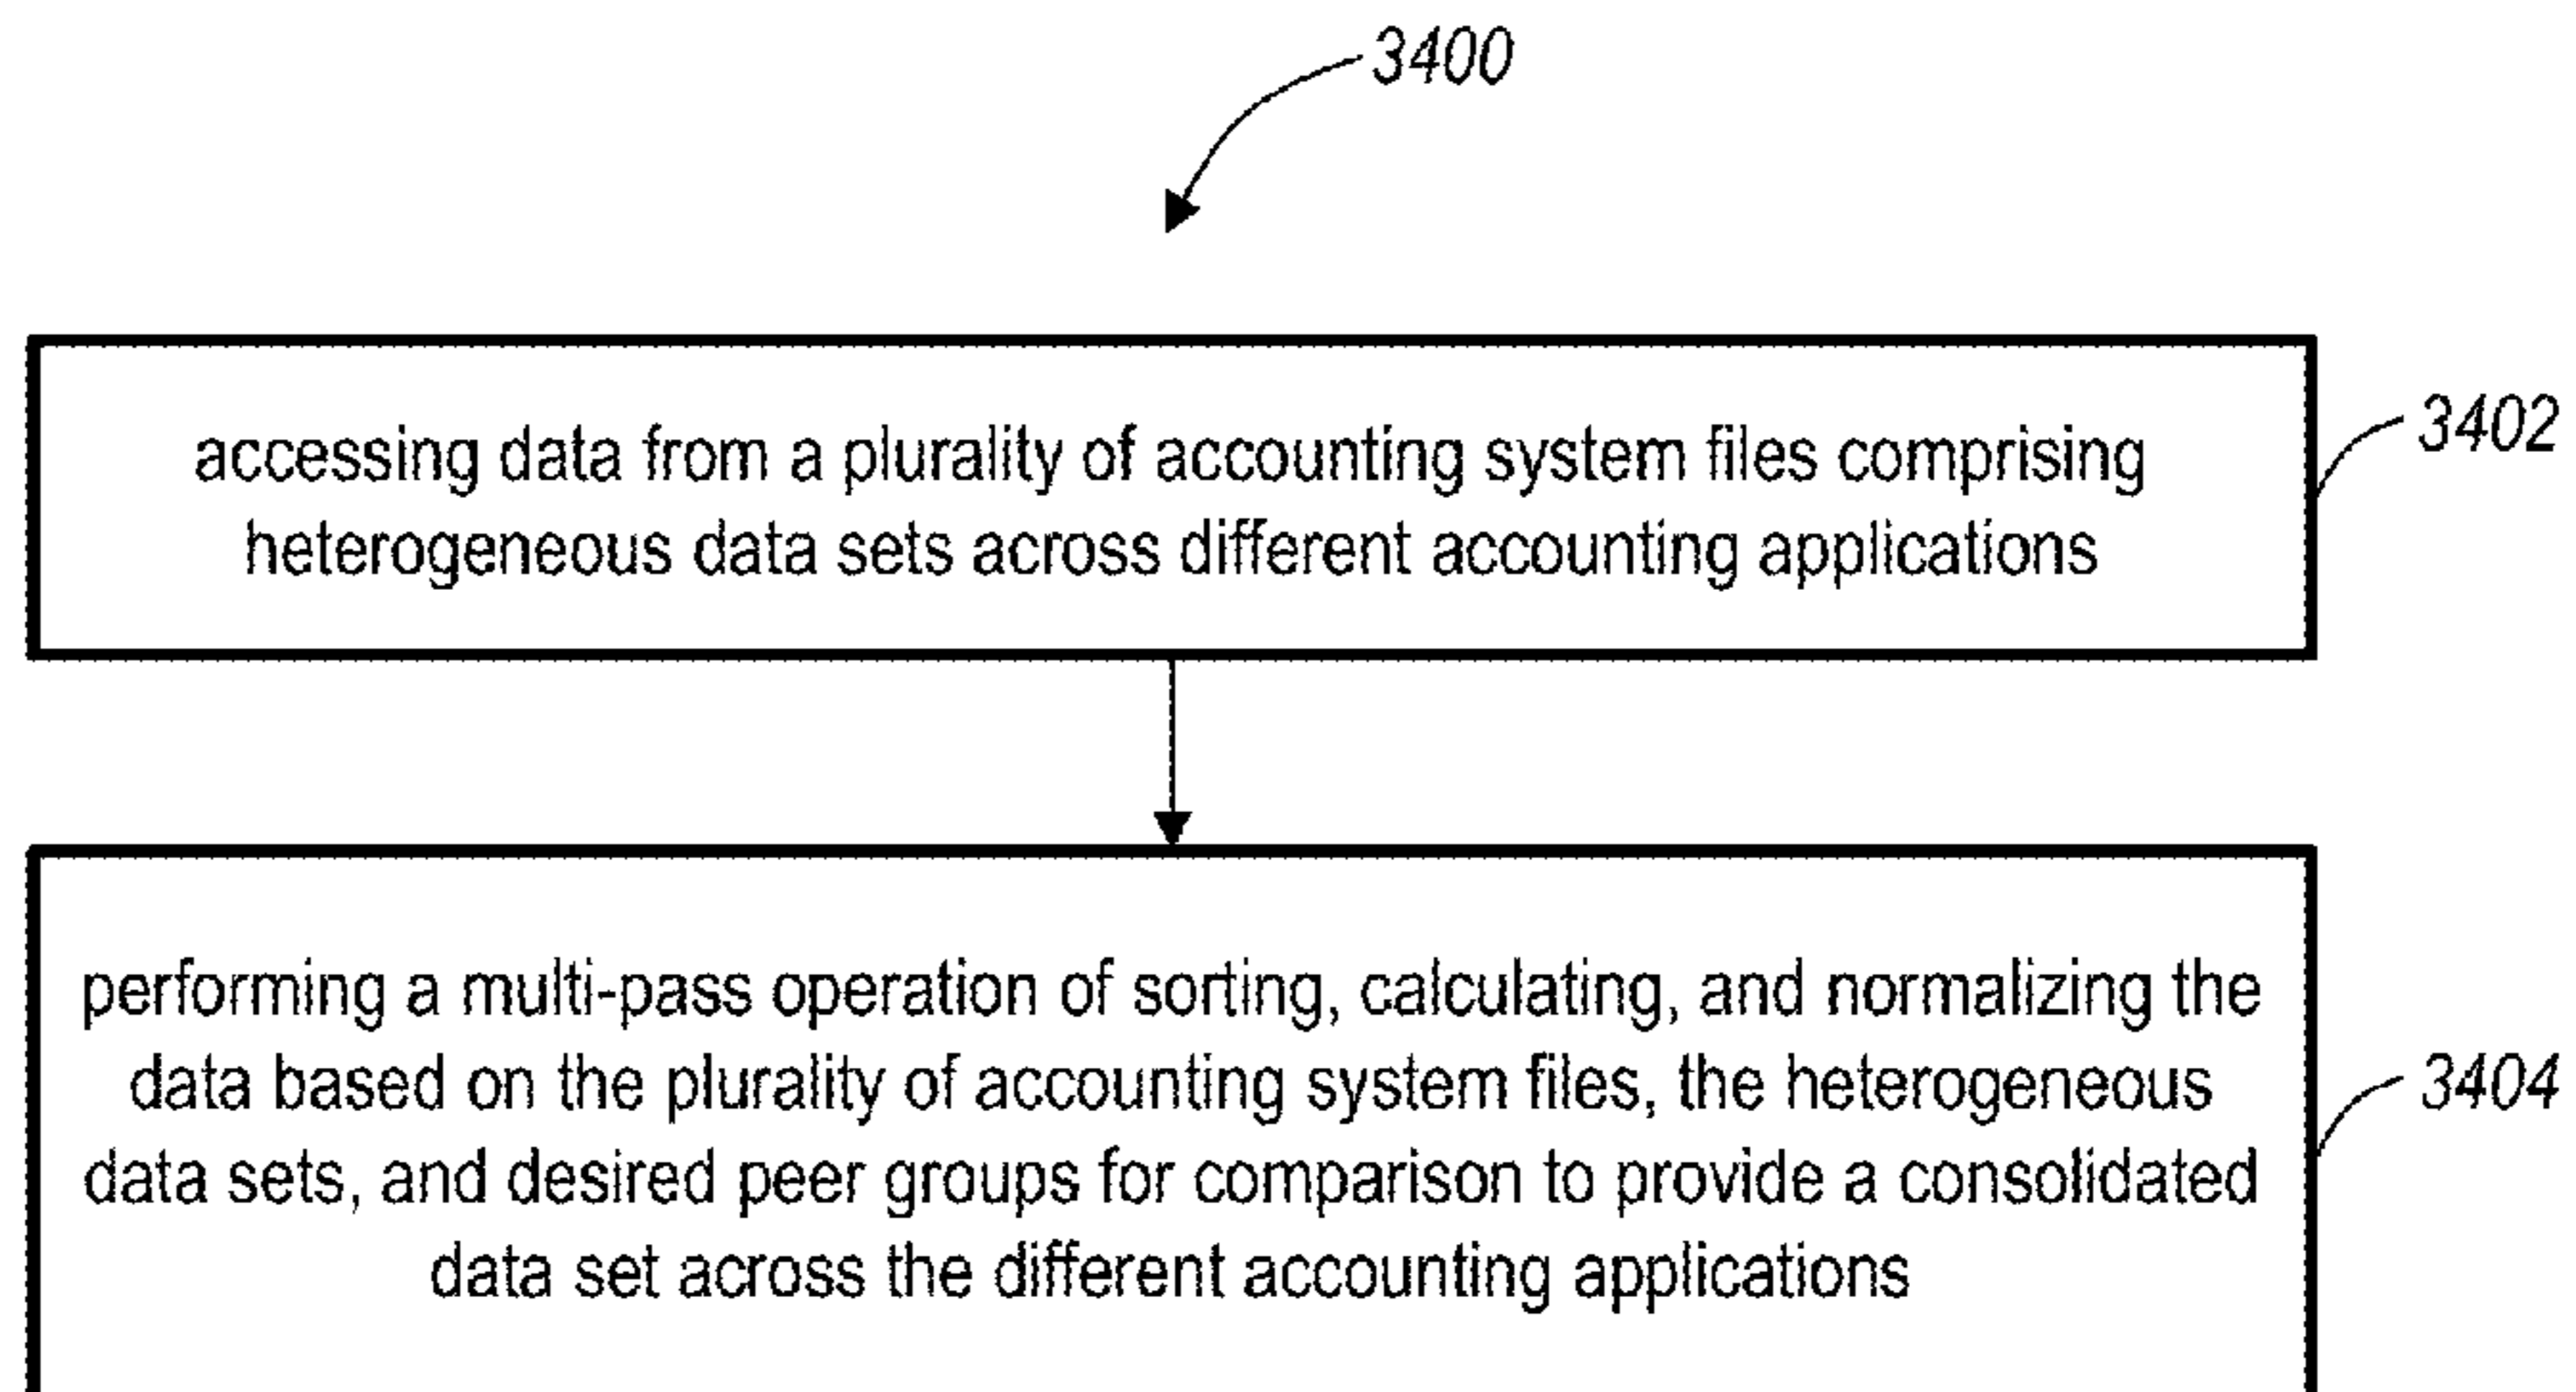 3400
accessing data from a plurality of accounting system files comprising
heterogeneous data sets across different accounting applications
3402
performing a multi-pass operation of sorting, calculating, and normalizing the
data based on the plurality of accounting system files, the heterogeneous
data sets, and desired peer groups for comparison to provide a consolidated
data set across the different accounting applications
3404